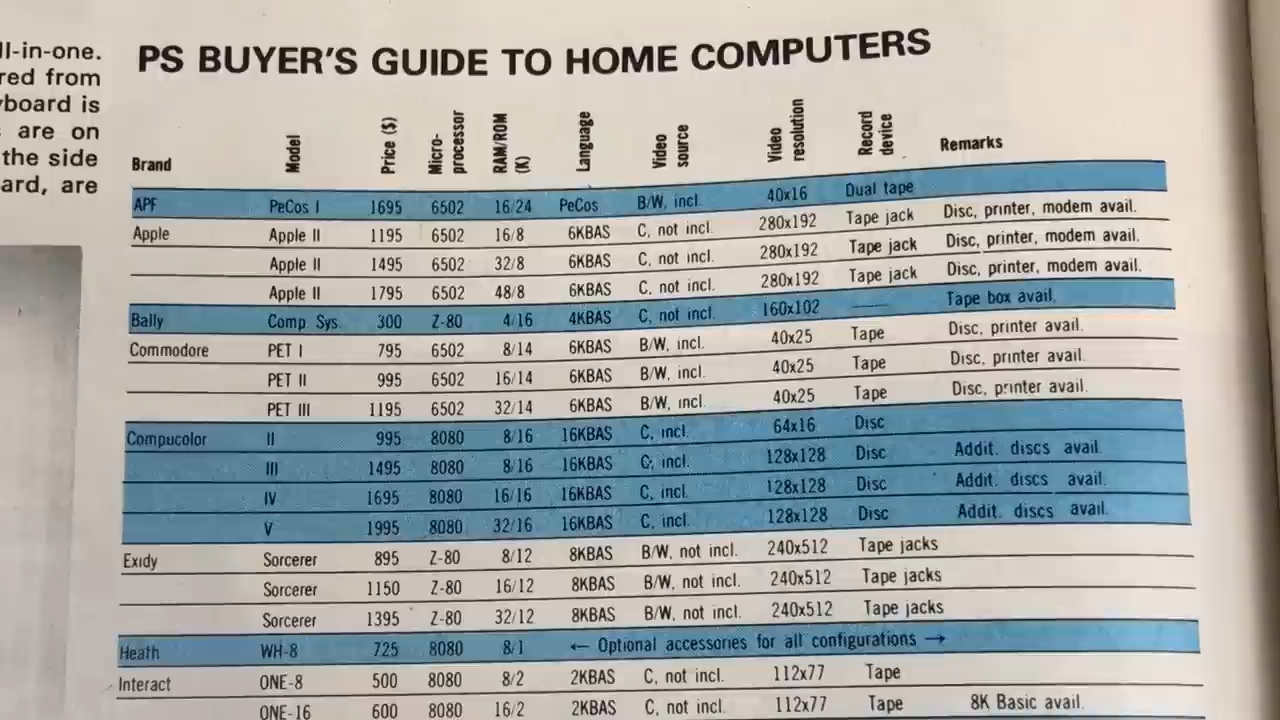 ll-in-one.
red from
board is
are on
the side
ard, are
PS BUYER'S GUIDE TO HOME COMPUTERS
Brand Model Price ($) Micro-processor RAM/ROM (K) Language Video source Video resolution Record device Remarks
APF PeCos I 1695 6502 16/24 PeCos B/W, incl. 40x16 Dual tape
Apple Apple II 1195 6502 16/8 6KBAS C, not incl. 280x192 Tape jack Disc, printer, modem avail.
Apple II 1495 6502 32/8 6KBAS C, not incl. 280x192 Tape jack Disc, printer, modem avail.
Apple II 1795 6502 48/8 6KBAS C, not incl. 280x192 Tape jack Disc, printer, modem avail.
Bally Comp. Sys. 300 Z-80 4/16 4KBAS C, not incl. 160x102 —— Tape box avail.
Commodore PET I 795 6502 8/14 6KBAS B/W, incl. 40x25 Tape Disc, printer avail.
PET II 995 6502 16/14 6KBAS B/W, incl. 40x25 Tape Disc, printer avail.
PET III 1195 6502 32/14 6KBAS B/W, incl. 40x25 Tape Disc, printer avail.
Compucolor II 995 8080 8/16 16KBAS C, incl. 64x16 Disc
III 1495 8080 8/16 16KBAS C, incl. 128x128 Disc Addit. discs avail.
IV 1695 8080 16/16 16KBAS C, incl. 128x128 Disc Addit. discs avail.
V 1995 8080 32/16 16KBAS C, incl. 128x128 Disc Addit. discs avail.
Exidy Sorcerer 895 Z-80 8/12 8KBAS B/W, not incl. 240x512 Tape jacks
Sorcerer 1150 Z-80 16/12 8KBAS B/W, not incl. 240x512 Tape jacks
Sorcerer 1395 Z-80 32/12 8KBAS B/W, not incl. 240x512 Tape jacks
Heath WH-8 725 8080 8/1 ← Optional accessories for all configurations →
Interact ONE-8 500 8080 8/2 2KBAS C, not incl. 112x77 Tape
ONE-16 600 8080 16/2 2KBAS C, not incl. 112x77 Tape 8K Basic avail.